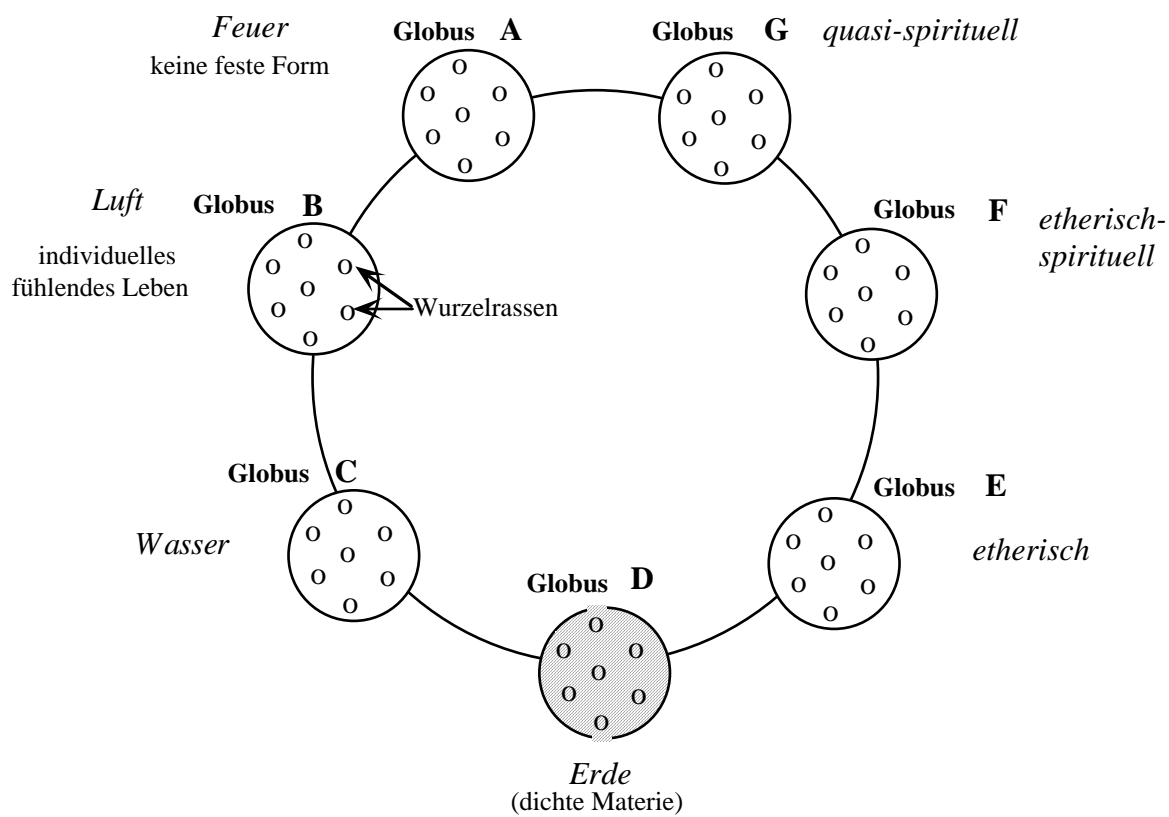 Feuer
keine feste Form
Globus A
Globus G
quasi-spirituell
Luft
Globus B
individuelles
fühlendes Leben
Wurzelrassen
Globus F
etherisch-
spirituell
Globus C
Wasser
Globus E
etherisch
Globus D
Erde
(dichte Materie)